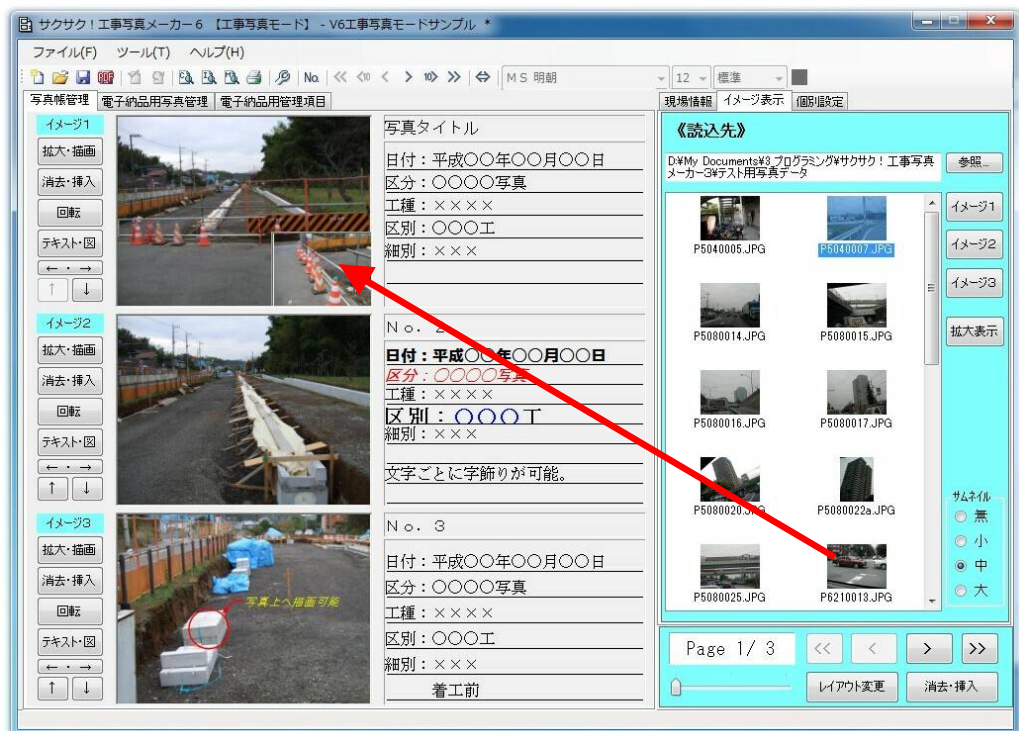 サクサク！工事写真メーカー６ 【工事写真モード】 - V6工事写真モードサンプル *
ファイル(F) ツール(T) ヘルプ(H)
No. ≪ <10 < > 10> ≫ ⇔ ＭＳ 明朝 12 標準
写真帳管理 電子納品用写真管理 電子納品用管理項目
イメージ1
拡大・描画
消去・挿入
回転
テキスト・図
←・→
↑ ↓
写真タイトル
日付：平成〇〇年〇〇月〇〇日
区分：〇〇〇〇写真
工種：××××
区別：〇〇〇工
細別：×××
イメージ2
拡大・描画
消去・挿入
回転
テキスト・図
←・→
↑ ↓
Ｎｏ．２
日付：平成〇〇年〇〇月〇〇日
区分：〇〇〇〇写真
工種：××××
区別：〇〇〇工
細別：×××
文字ごとに字飾りが可能。
イメージ3
拡大・描画
消去・挿入
回転
テキスト・図
←・→
↑ ↓
写真上へ描画可能
Ｎｏ．３
日付：平成〇〇年〇〇月〇〇日
区分：〇〇〇〇写真
工種：××××
区別：〇〇〇工
細別：×××
着工前
現場情報 イメージ表示 個別設定
《読込先》
D:¥My Documents¥3_プログラミング¥サクサク！工事写真
メーカー3¥テスト用写真データ
参照...
P5040005.JPG P5040007.JPG
P5080014.JPG P5080015.JPG
P5080016.JPG P5080017.JPG
P5080020.JPG P5080022a.JPG
P5080025.JPG P6210013.JPG
イメージ1
イメージ2
イメージ3
拡大表示
サムネイル
無
小
中
大
Page 1/ 3 << < > >>
レイアウト変更 消去・挿入